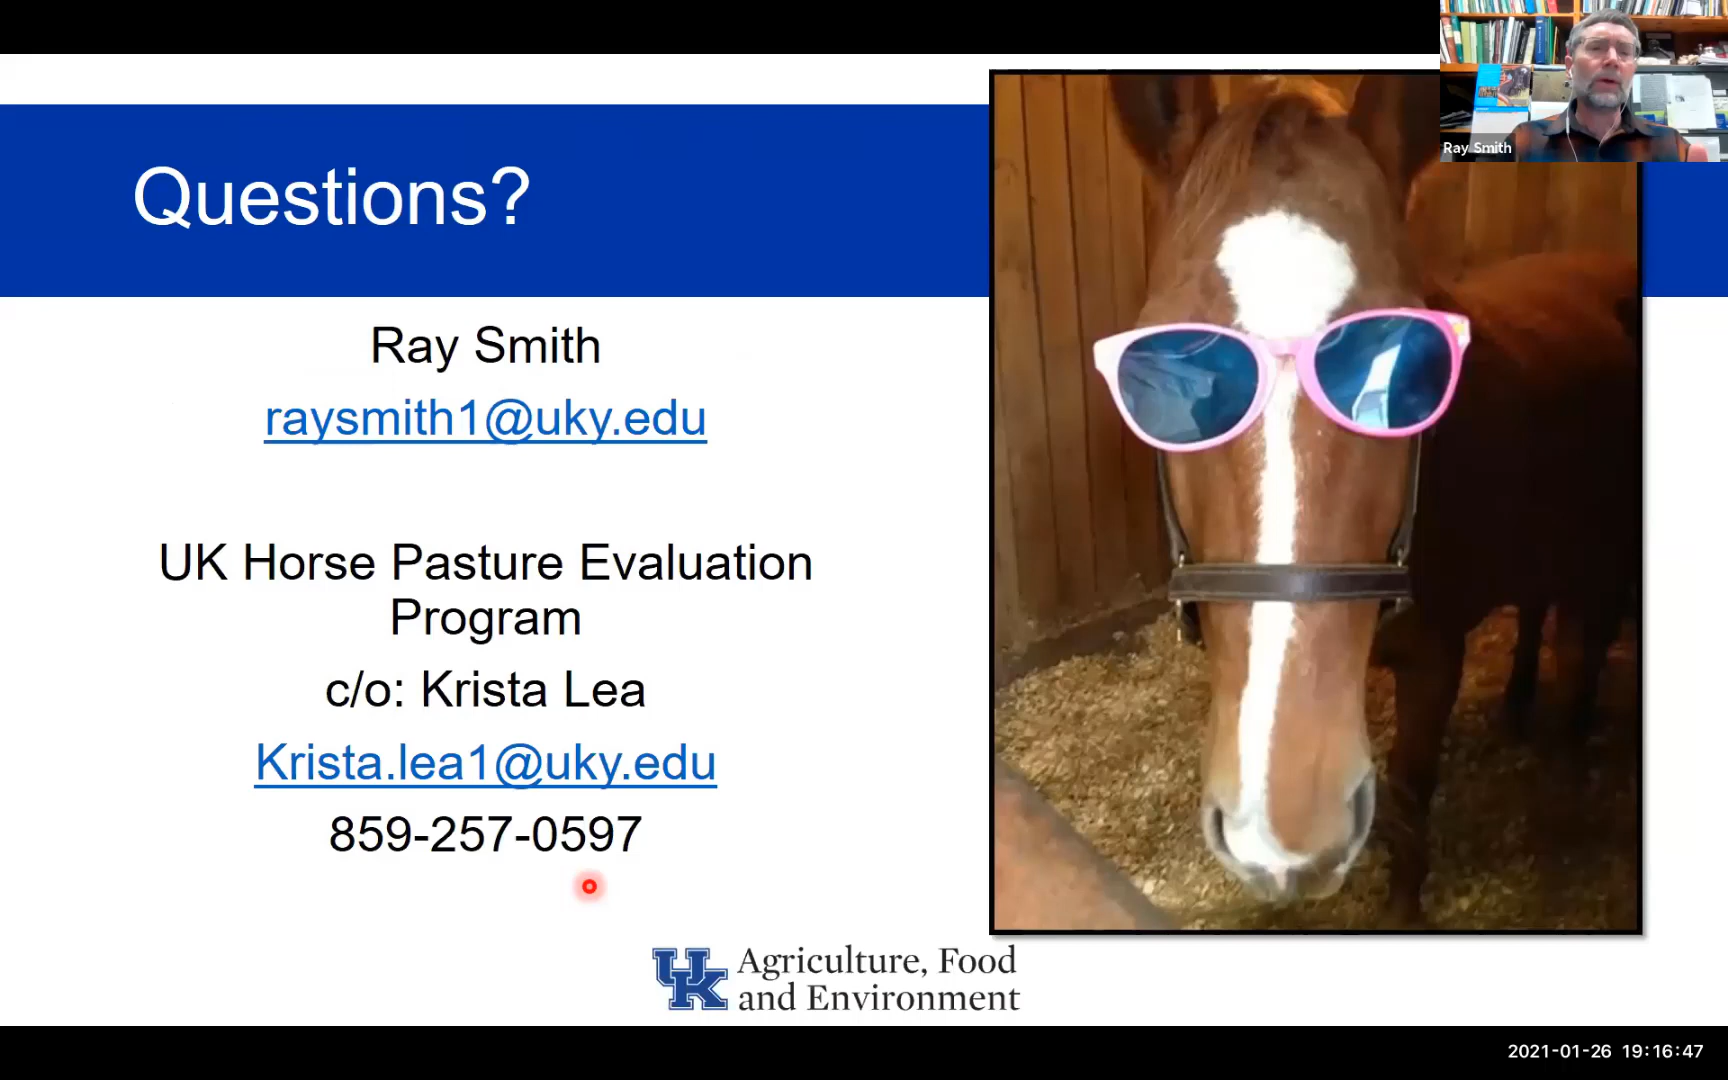 Questions?
Ray Smith
Ray Smith
raysmith1@uky.edu
UK Horse Pasture Evaluation
Program
c/o: Krista Lea
Krista.lea1@uky.edu
859-257-0597
UK Agriculture, Food
and Environment
2021-01-26 19:16:47